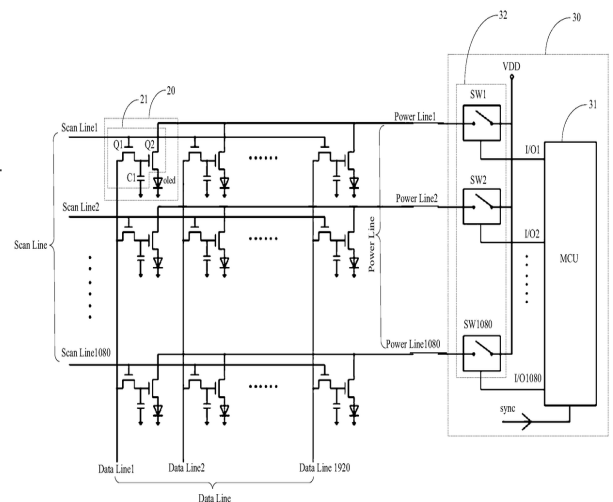 30
32
VDD
21
20
SW1
31
Power Line1
Scan Line1
I/O1
Q1
Q2
C1
oled
SW2
Power Line2
Scan Line2
I/O2
Scan Line
Power Line
MCU
SW1080
Power Line1080
Scan Line1080
I/O1080
sync
Data Line1
Data Line2
Data Line 1920
Data Line